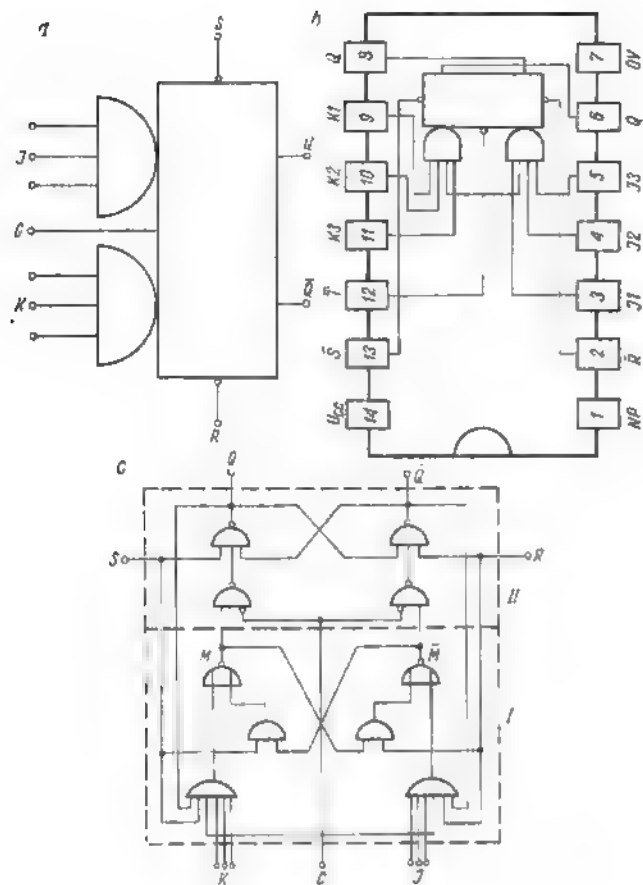 a
S
J
C
K
R
b
Q 8 7 0V
K1 9 6 Q
K2 10 5 J3
K3 11 4 J2
T̄ 12 3 J1
S̄ 13 2 R̄
Ucc 14 1 NP
c
Q Q
S R
II
M M̄
I
K C J